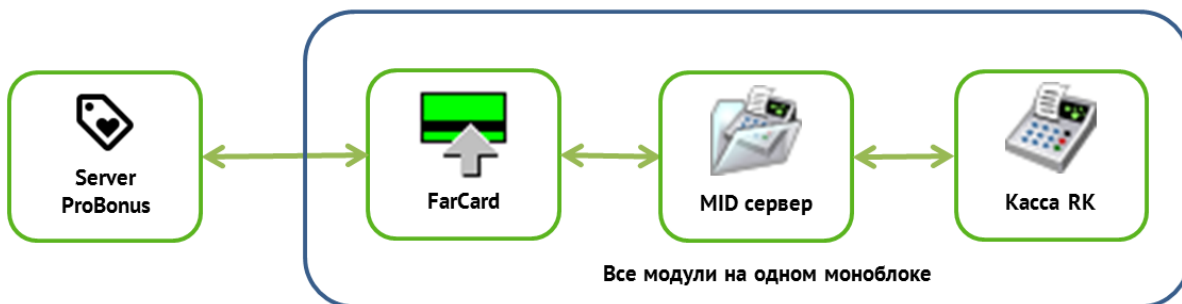 Server
ProBonus
FarCard
MID сервер
Касса RK
Все модули на одном моноблоке